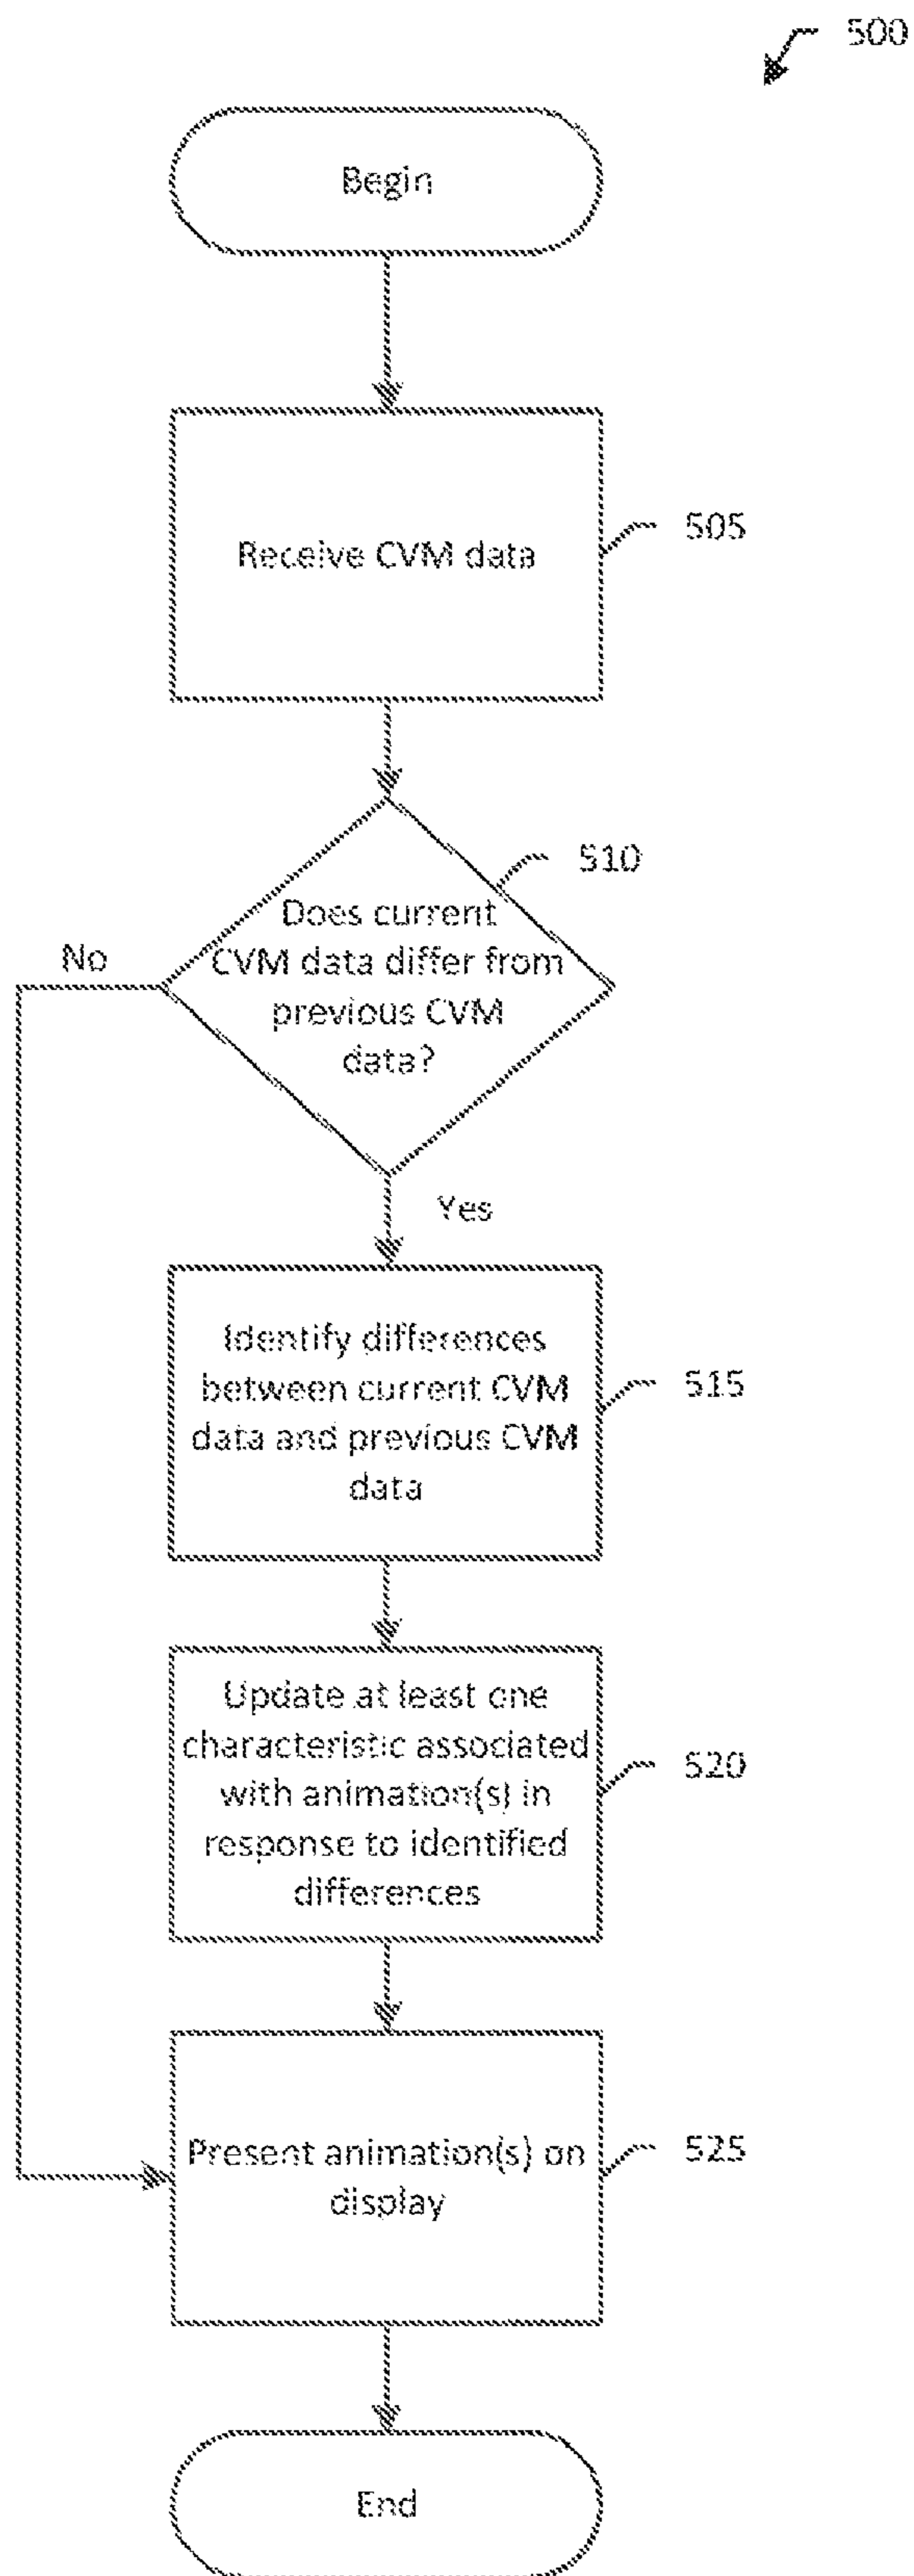 500
Begin
Receive CVM data
505
510
Does current
CVM data differ from
previous CVM
data?
No
Yes
Identify differences
between current CVM
data and previous CVM
data
515
Update at least one
characteristic associated
with animation(s) in
response to identified
differences
520
Present animation(s) on
display
525
End